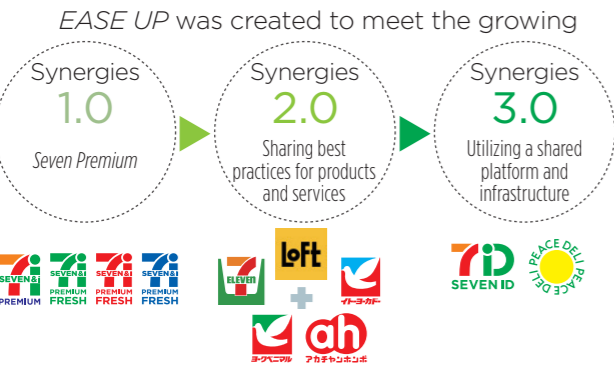 EASE UP was created to meet the growing
Synergies
1.0
Seven Premium
Synergies
2.0
Sharing best
practices for products
and services
Synergies
3.0
Utilizing a shared
platform and
infrastructure
SEVEN&i
PREMIUM
SEVEN&i
PREMIUM
FRESH
SEVEN&i
PREMIUM
FRESH
SEVEN&i
PREMIUM
FRESH
7
ELEVEN
LoFt
イトーヨーカドー
ヨークベニマル
ah
アカチャンホンポ
7iD
SEVEN ID
PEACE DELI PEACE DELI